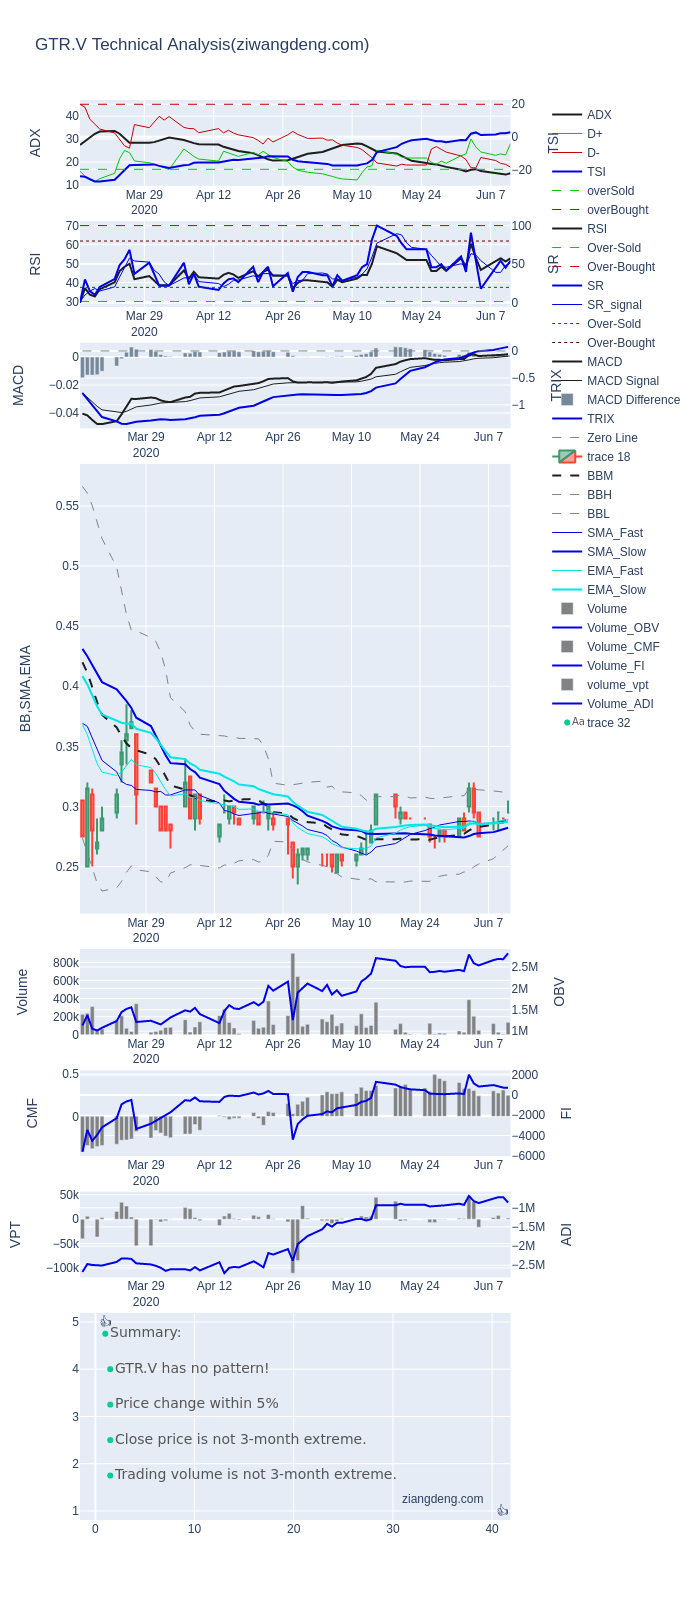 GTR.V Technical Analysis(ziwangdeng.com)
ADX
40
30
20
10
20
0
−20
TSI
Mar 29
2020
Apr 12
Apr 26
May 10
May 24
Jun 7
RSI
70
60
50
40
30
100
50
0
SR
Mar 29
2020
Apr 12
Apr 26
May 10
May 24
Jun 7
MACD
0
−0.02
−0.04
0
−0.5
−1
TRIX
Mar 29
2020
Apr 12
Apr 26
May 10
May 24
Jun 7
BB,SMA,EMA
0.55
0.5
0.45
0.4
0.35
0.3
0.25
Mar 29
2020
Apr 12
Apr 26
May 10
May 24
Jun 7
Volume
800k
600k
400k
200k
0
2.5M
2M
1.5M
1M
OBV
Mar 29
2020
Apr 12
Apr 26
May 10
May 24
Jun 7
CMF
0.5
0
2000
0
−2000
−4000
−6000
FI
Mar 29
2020
Apr 12
Apr 26
May 10
May 24
Jun 7
VPT
50k
0
−50k
−100k
−1M
−1.5M
−2M
−2.5M
ADI
Mar 29
2020
Apr 12
Apr 26
May 10
May 24
Jun 7
5
4
3
2
1
Summary:
GTR.V has no pattern!
Price change within 5%
Close price is not 3-month extreme.
Trading volume is not 3-month extreme.
ziangdeng.com
0
10
20
30
40
ADX
D+
D-
TSI
overSold
overBought
RSI
Over-Sold
Over-Bought
SR
SR_signal
Over-Sold
Over-Bought
MACD
MACD Signal
MACD Difference
TRIX
Zero Line
trace 18
BBM
BBH
BBL
SMA_Fast
SMA_Slow
EMA_Fast
EMA_Slow
Volume
Volume_OBV
Volume_CMF
Volume_FI
volume_vpt
Volume_ADI
Aa trace 32